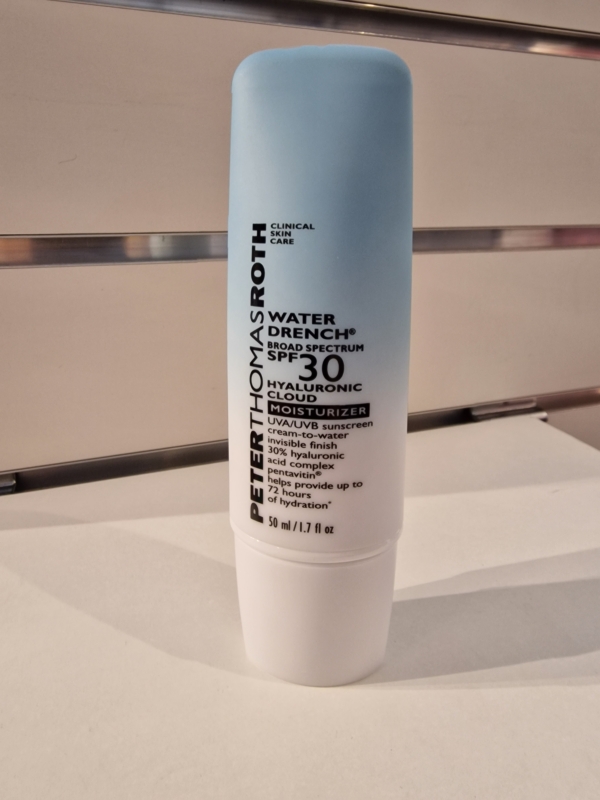 PETERTHOMASROTH
CLINICAL
SKIN
CARE
WATER
DRENCH®
BROAD SPECTRUM
SPF30
HYALURONIC
CLOUD
MOISTURIZER
UVA/UVB sunscreen
cream-to-water
invisible finish
30% hyaluronic
acid complex
pentavitin®
helps provide up to
72 hours
of hydration*
50 ml / 1.7 fl oz